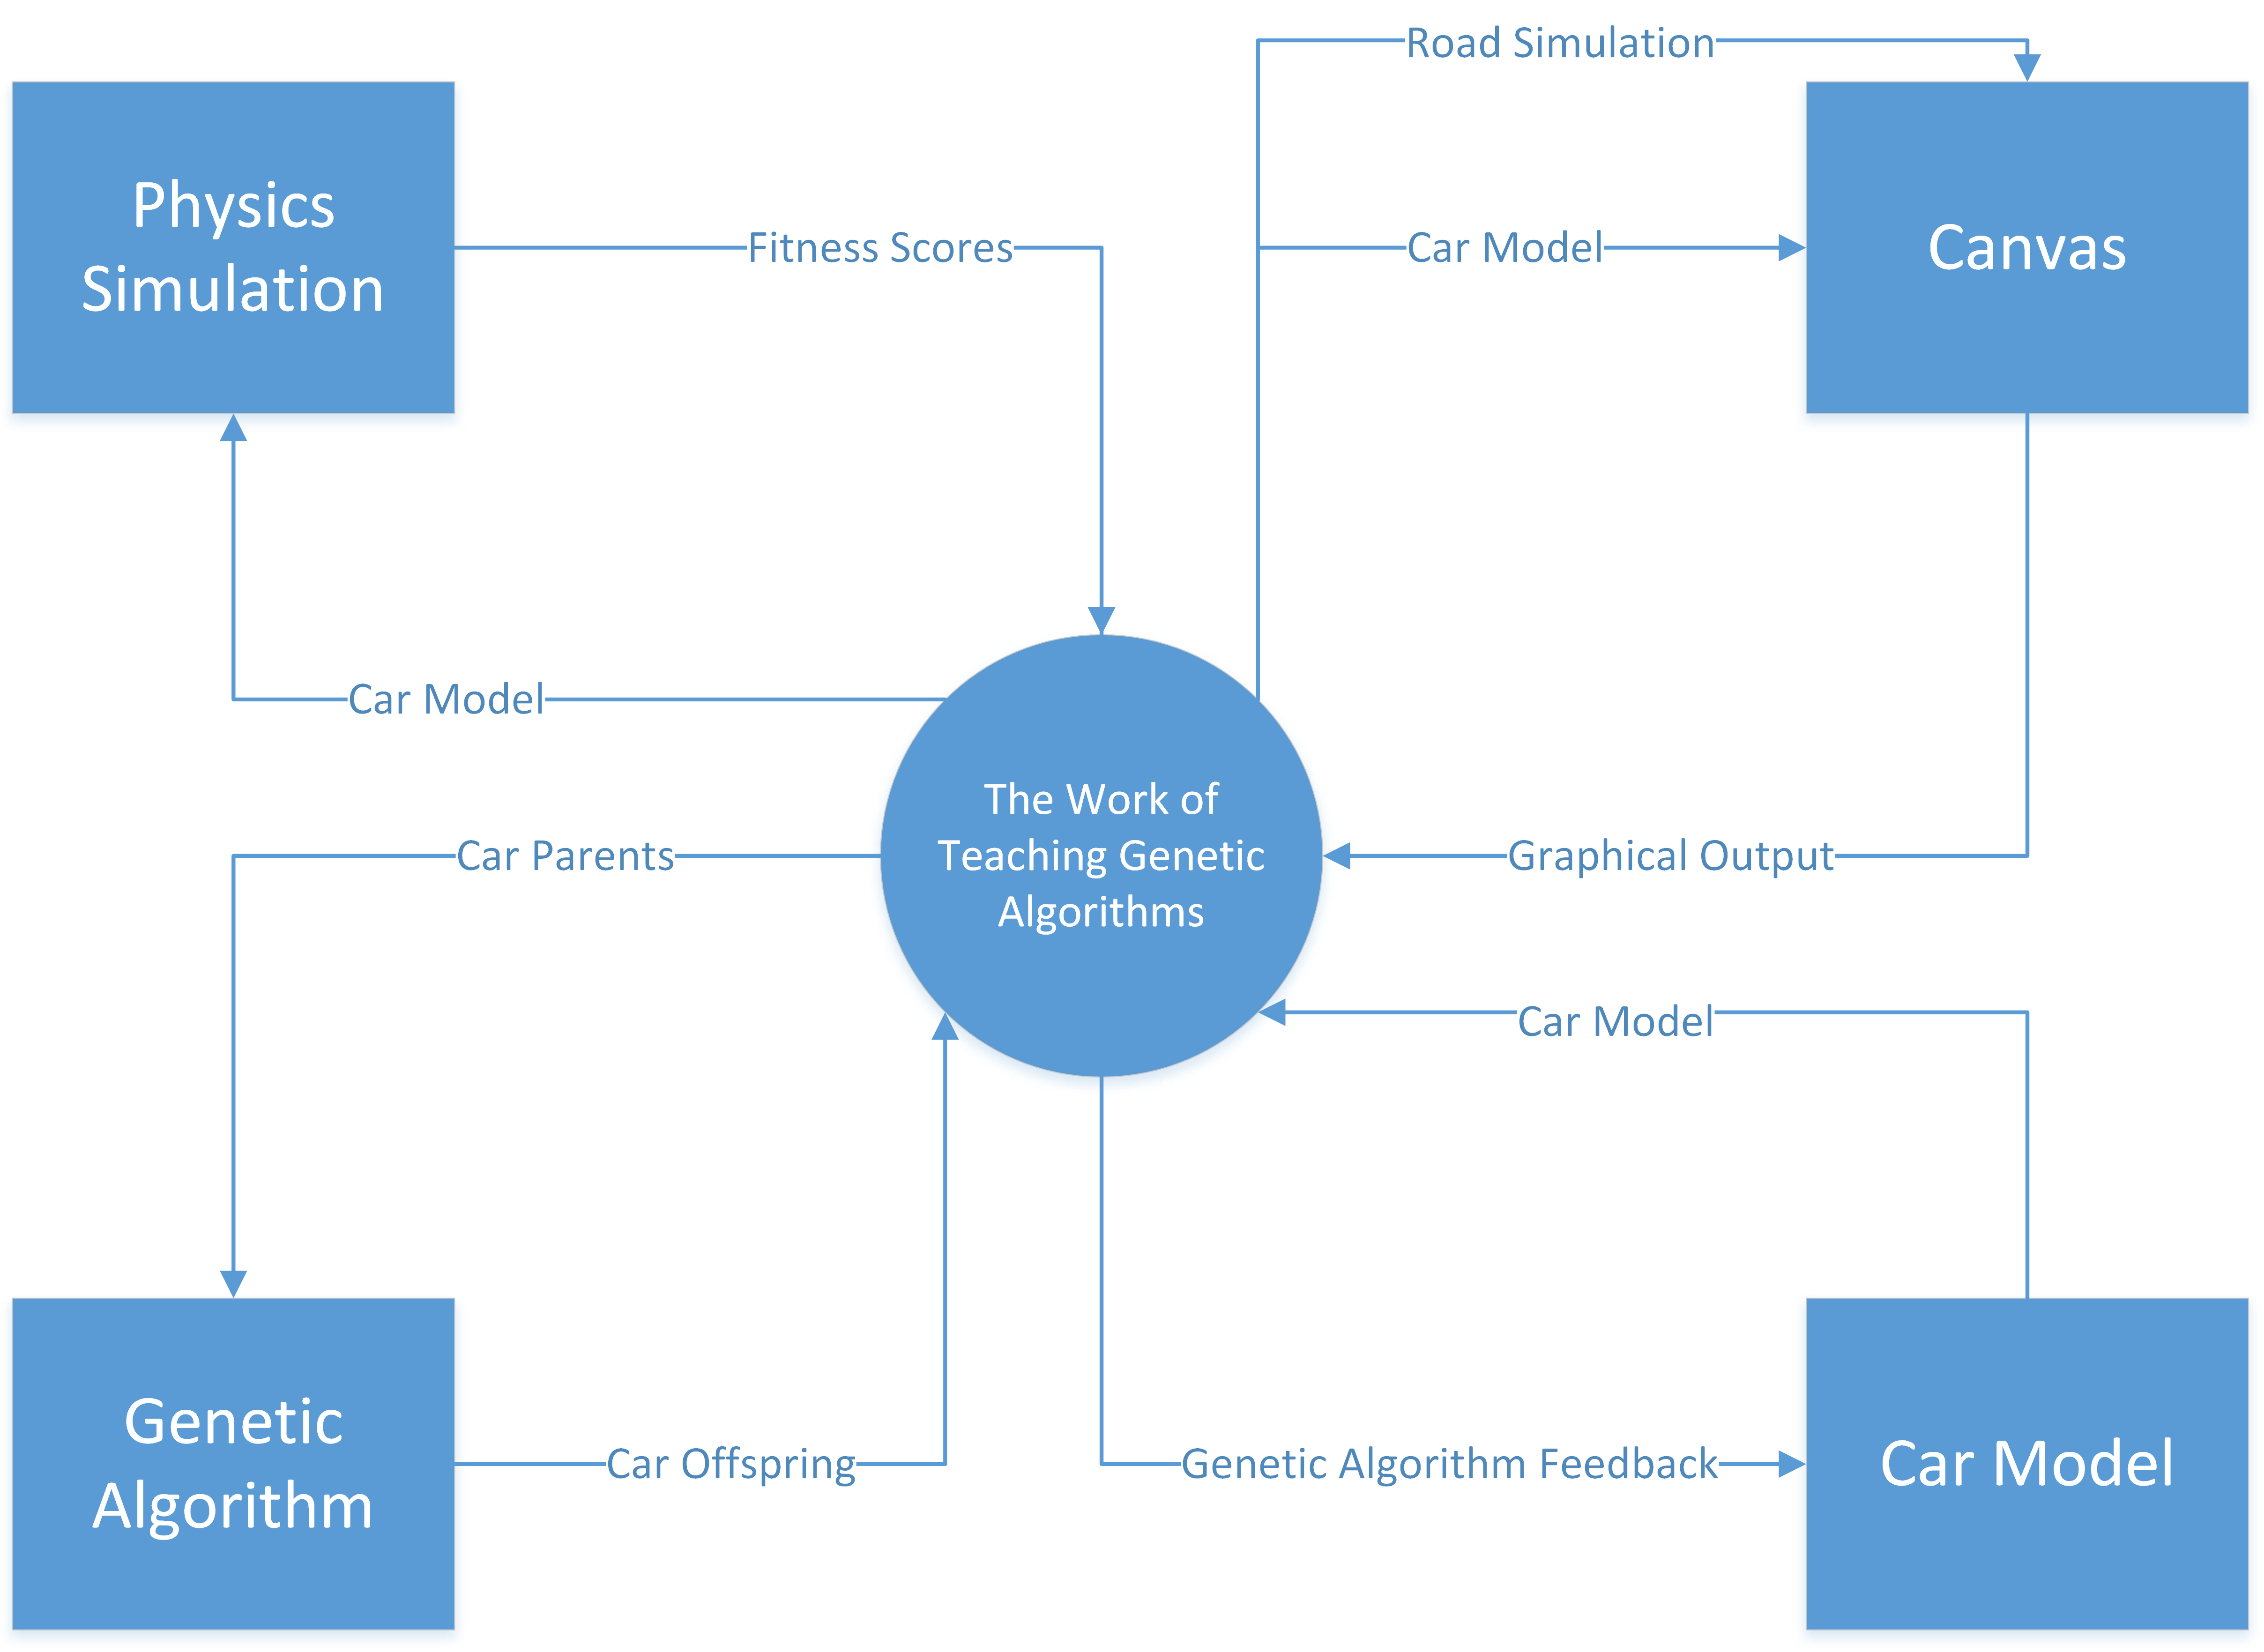 Road Simulation
Physics
Simulation
Fitness Scores
Car Model
Canvas
Car Model
The Work of
Teaching Genetic
Algorithms
Car Parents
Graphical Output
Car Model
Genetic
Algorithm
Car Offspring
Genetic Algorithm Feedback
Car Model